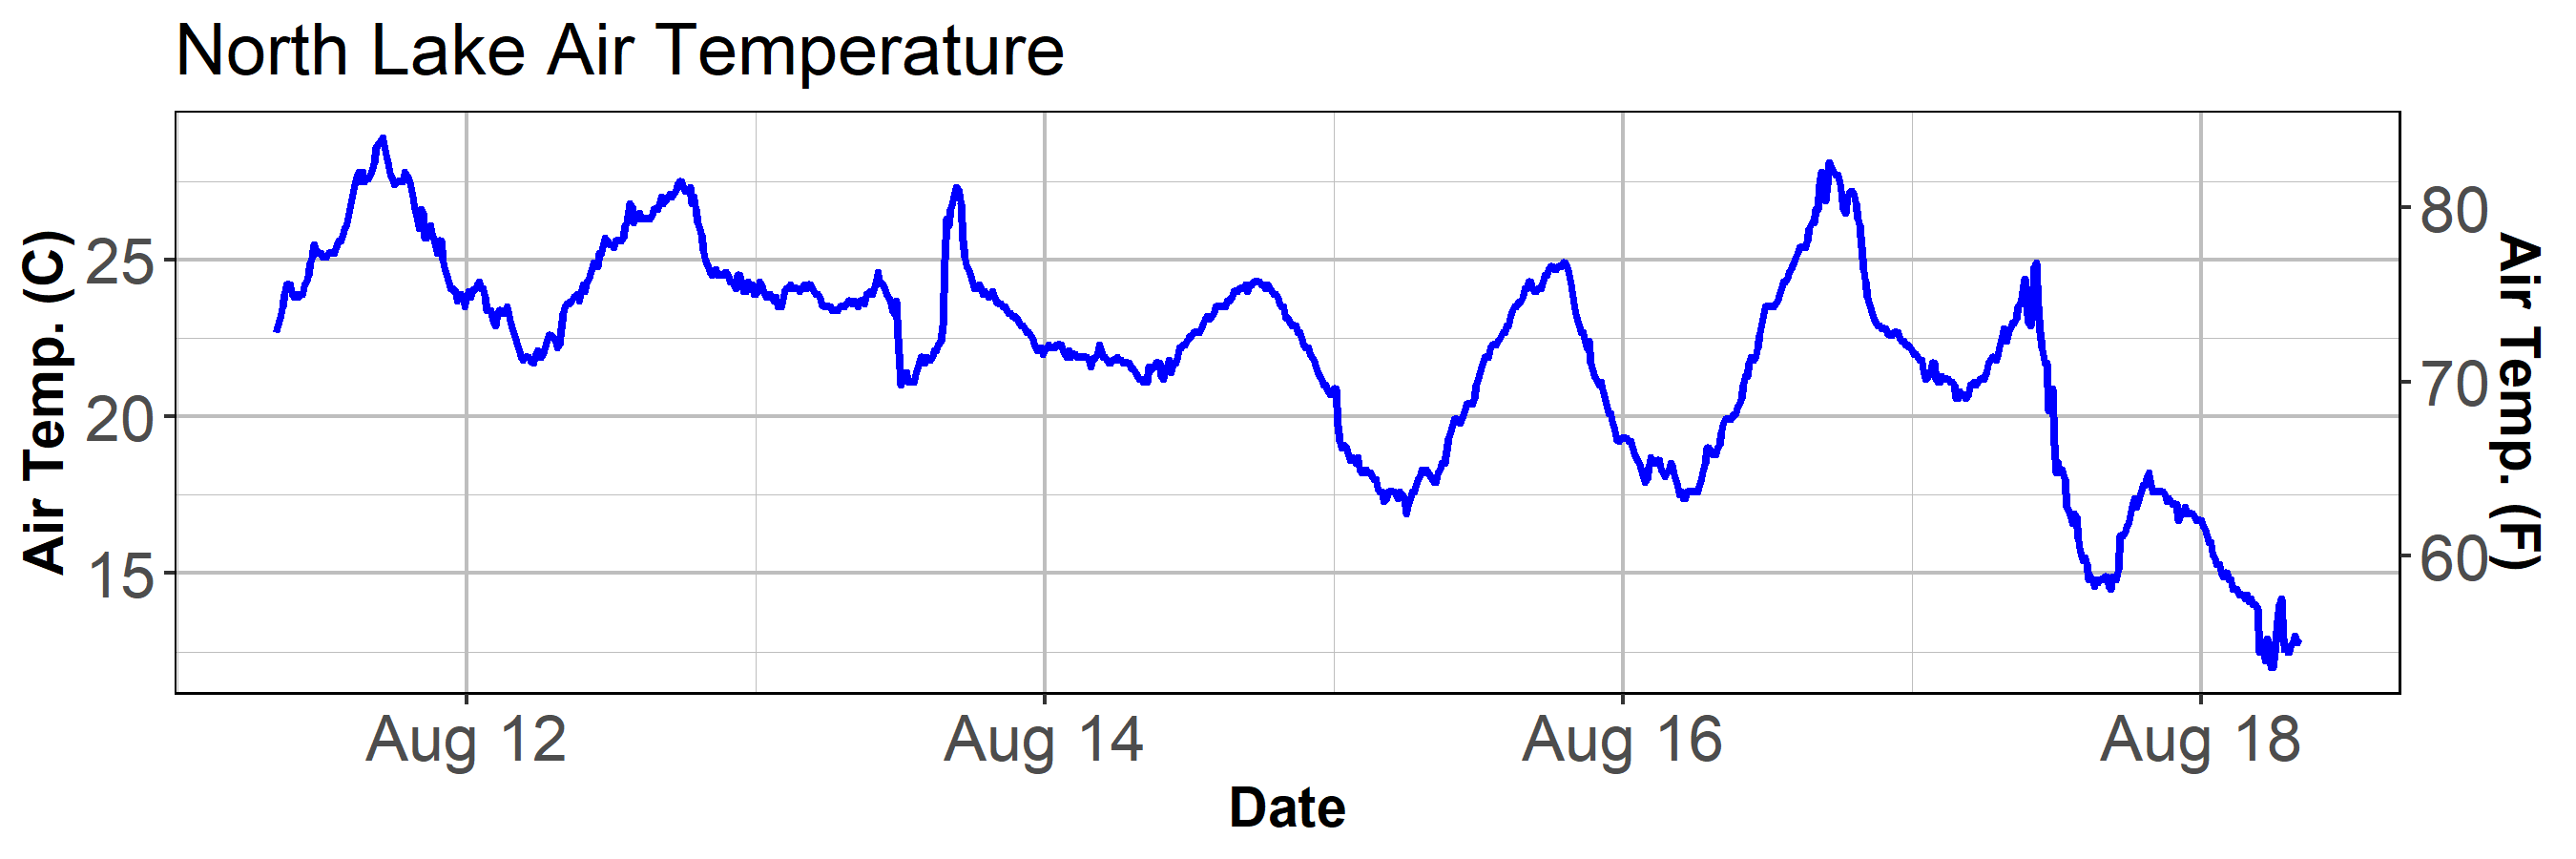 North Lake Air Temperature
Air Temp. (C)
25
20
15
80
70
60
Air Temp. (F)
Aug 12
Aug 14
Aug 16
Aug 18
Date